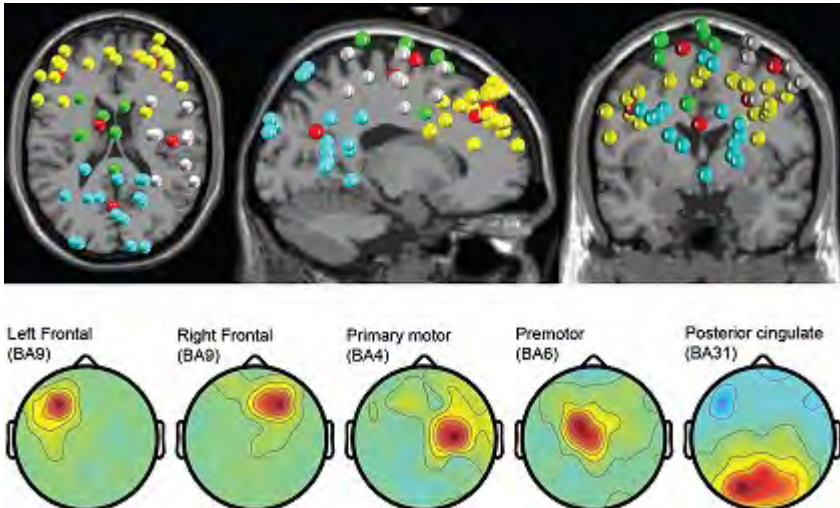 Left Frontal
(BA9)
Right Frontal
(BA9)
Primary motor
(BA4)
Premotor
(BA6)
Posterior cingulate
(BA31)